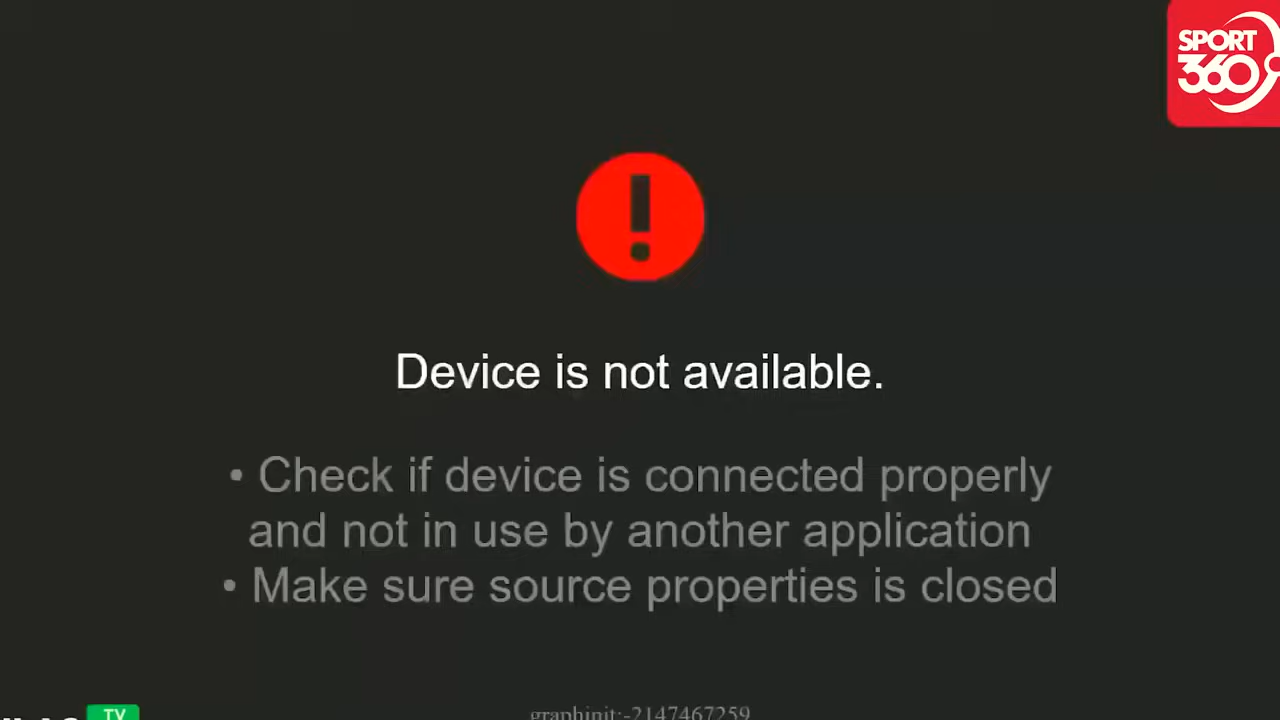 SPORT
360
!
Device is not available.
• Check if device is connected properly
and not in use by another application
• Make sure source properties is closed
TV
graphinit:-2147467259